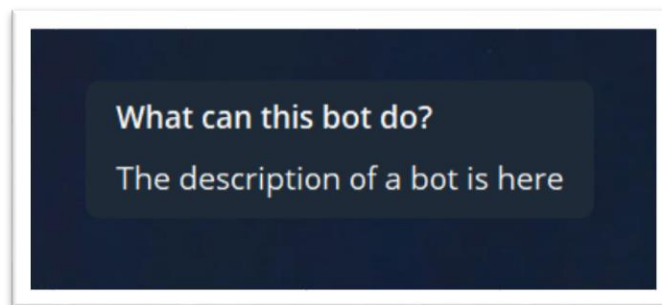 What can this bot do?
The description of a bot is here